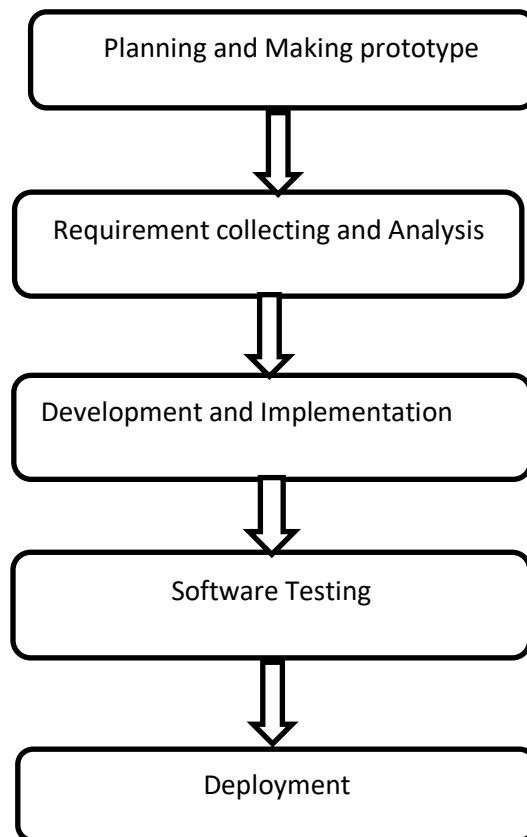 Planning and Making prototype
Requirement collecting and Analysis
Development and Implementation
Software Testing
Deployment